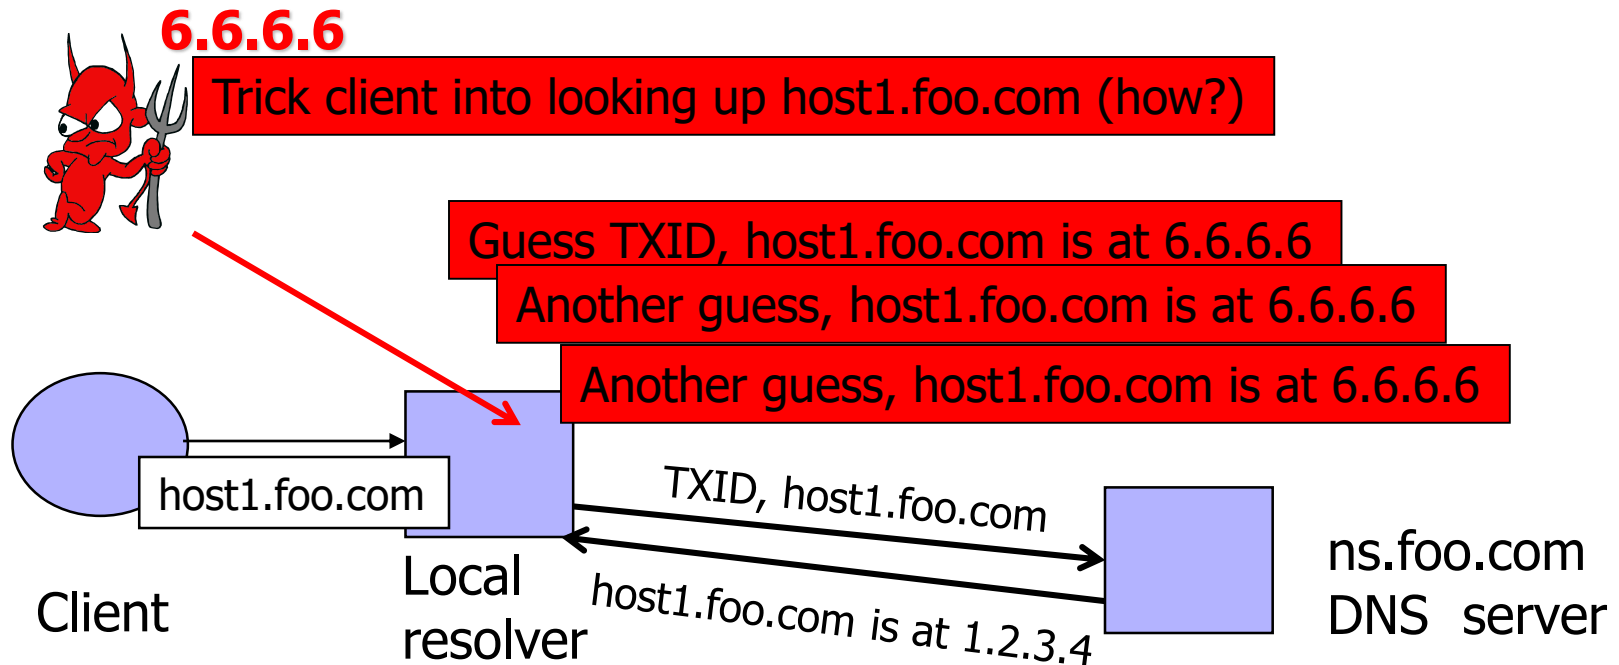 6.6.6.6
Trick client into looking up host1.foo.com (how?)
Guess TXID, host1.foo.com is at 6.6.6.6
Another guess, host1.foo.com is at 6.6.6.6
Another guess, host1.foo.com is at 6.6.6.6
host1.foo.com
TXID, host1.foo.com
host1.foo.com is at 1.2.3.4
Client
Local
resolver
ns.foo.com
DNS server